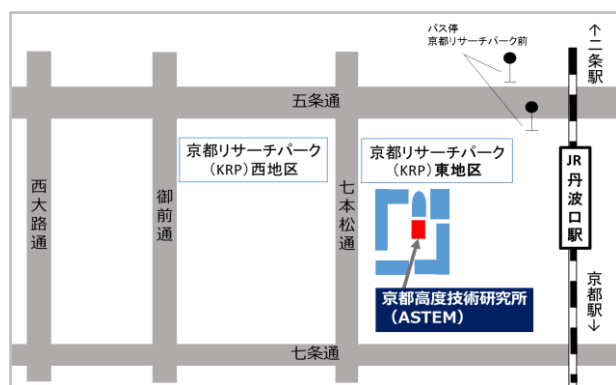 バス停
京都リサーチパーク前
↑二条駅
五条通
京都リサーチパーク
（KRP）西地区
京都リサーチパーク
（KRP）東地区
西大路通
御前通
七本松通
JR丹波口駅
京都高度技術研究所
（ASTEM）
京都駅↓
七条通